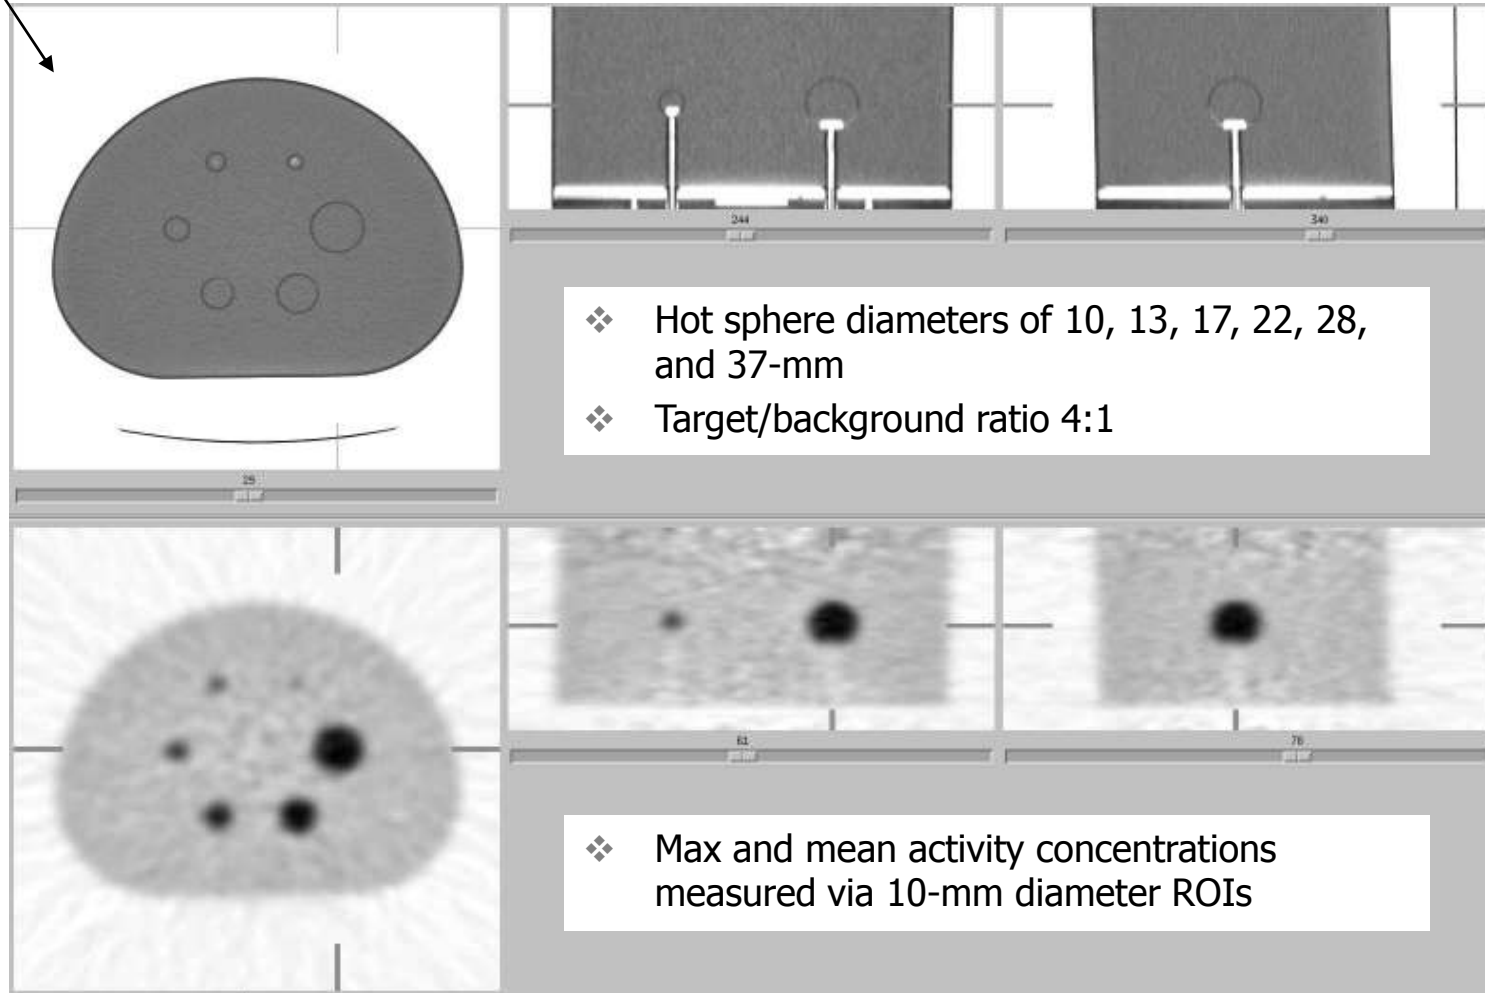 244
340
❖ Hot sphere diameters of 10, 13, 17, 22, 28,
and 37-mm
❖ Target/background ratio 4:1
61
76
❖ Max and mean activity concentrations
measured via 10-mm diameter ROIs